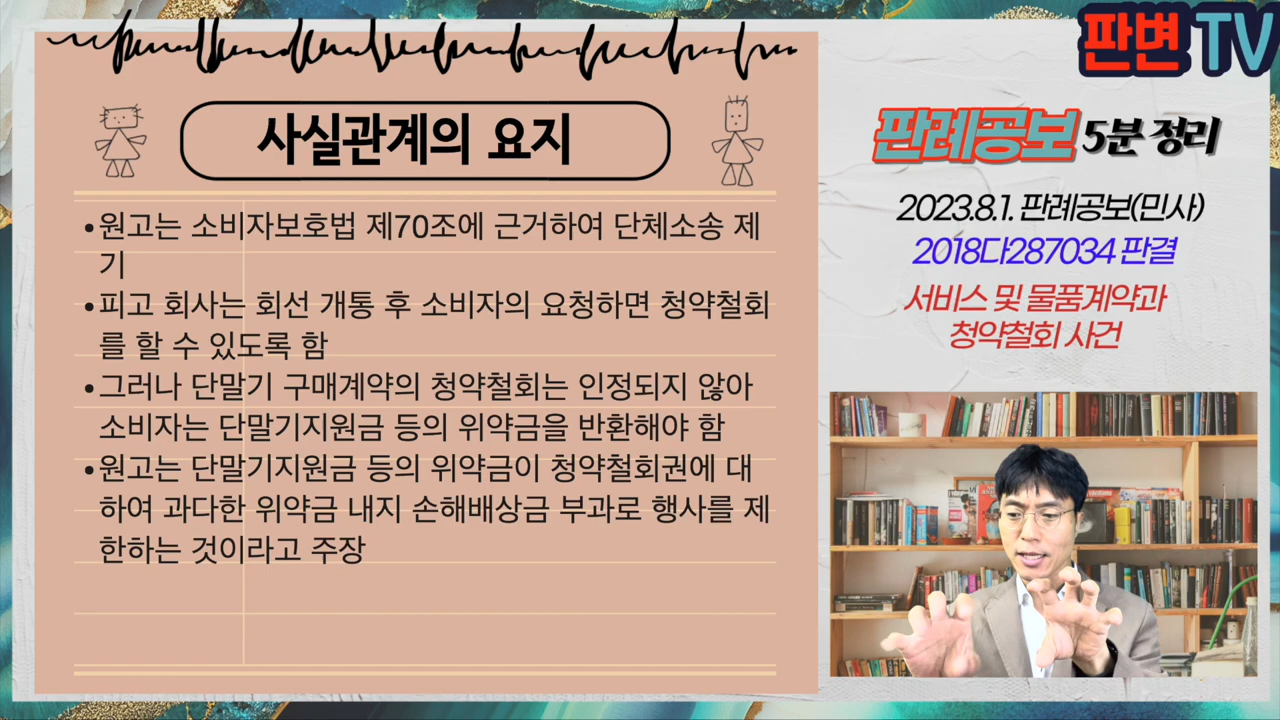 판변 TV
사실관계의 요지
•원고는 소비자보호법 제70조에 근거하여 단체소송 제
기
•피고 회사는 회선 개통 후 소비자의 요청하면 청약철회
를 할 수 있도록 함
•그러나 단말기 구매계약의 청약철회는 인정되지 않아
소비자는 단말기지원금 등의 위약금을 반환해야 함
•원고는 단말기지원금 등의 위약금이 청약철회권에 대
하여 과다한 위약금 내지 손해배상금 부과로 행사를 제
한하는 것이라고 주장
판례공보 5분 정리
2023.8.1. 판례공보(민사)
2018다287034 판결
서비스 및 물품계약과
청약철회 사건